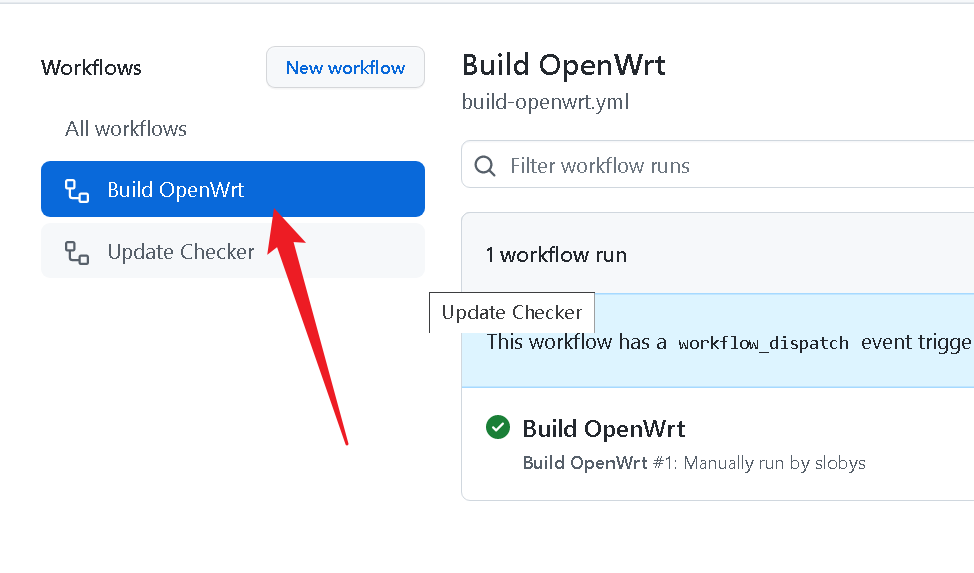 Workflows
New workflow
All workflows
Build OpenWrt
Update Checker
Build OpenWrt
build-openwrt.yml
Filter workflow runs
1 workflow run
Update Checker
This workflow has a workflow_dispatch event trigge
Build OpenWrt
Build OpenWrt #1: Manually run by slobys